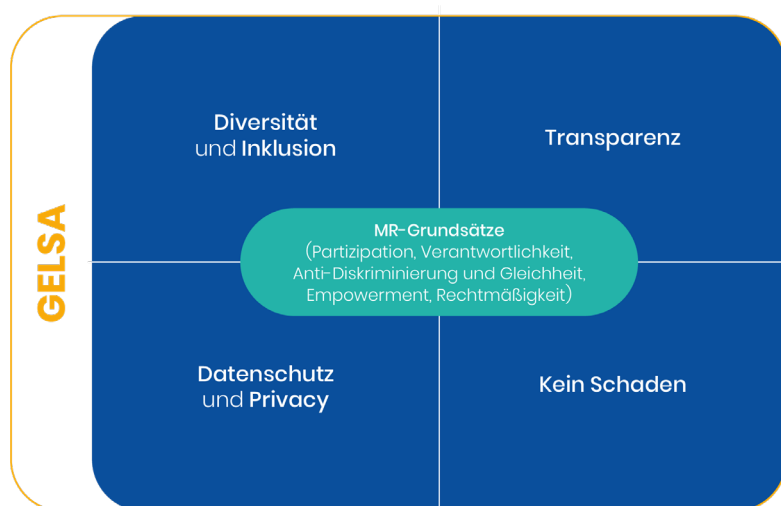 GELSA
Diversität
und Inklusion
Transparenz
MR-Grundsätze
(Partizipation, Verantwortlichkeit,
Anti-Diskriminierung und Gleichheit,
Empowerment, Rechtmäßigkeit)
Datenschutz
und Privacy
Kein Schaden